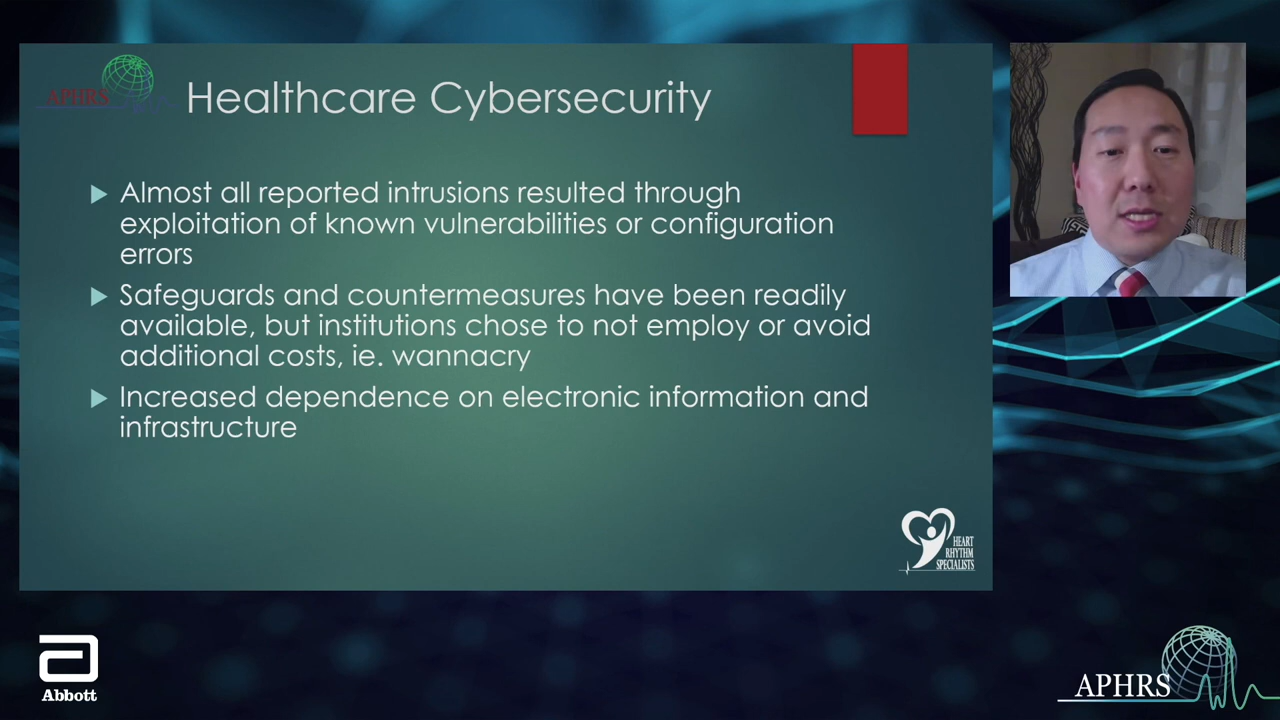 APHRS
Healthcare Cybersecurity
Almost all reported intrusions resulted through
exploitation of known vulnerabilities or configuration
errors
Safeguards and countermeasures have been readily
available, but institutions chose to not employ or avoid
additional costs, ie. wannacry
Increased dependence on electronic information and
infrastructure
HEART
RHYTHM
SPECIALISTS
Abbott
APHRS